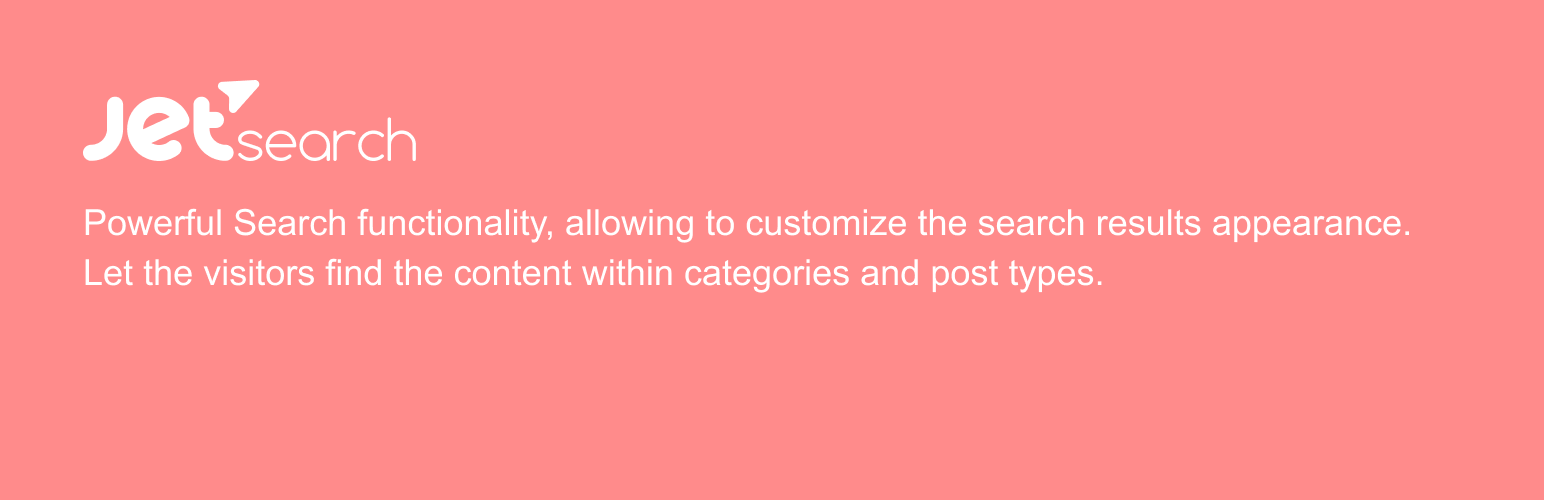 Jetsearch
Powerful Search functionality, allowing to customize the search results appearance.
Let the visitors find the content within categories and post types.